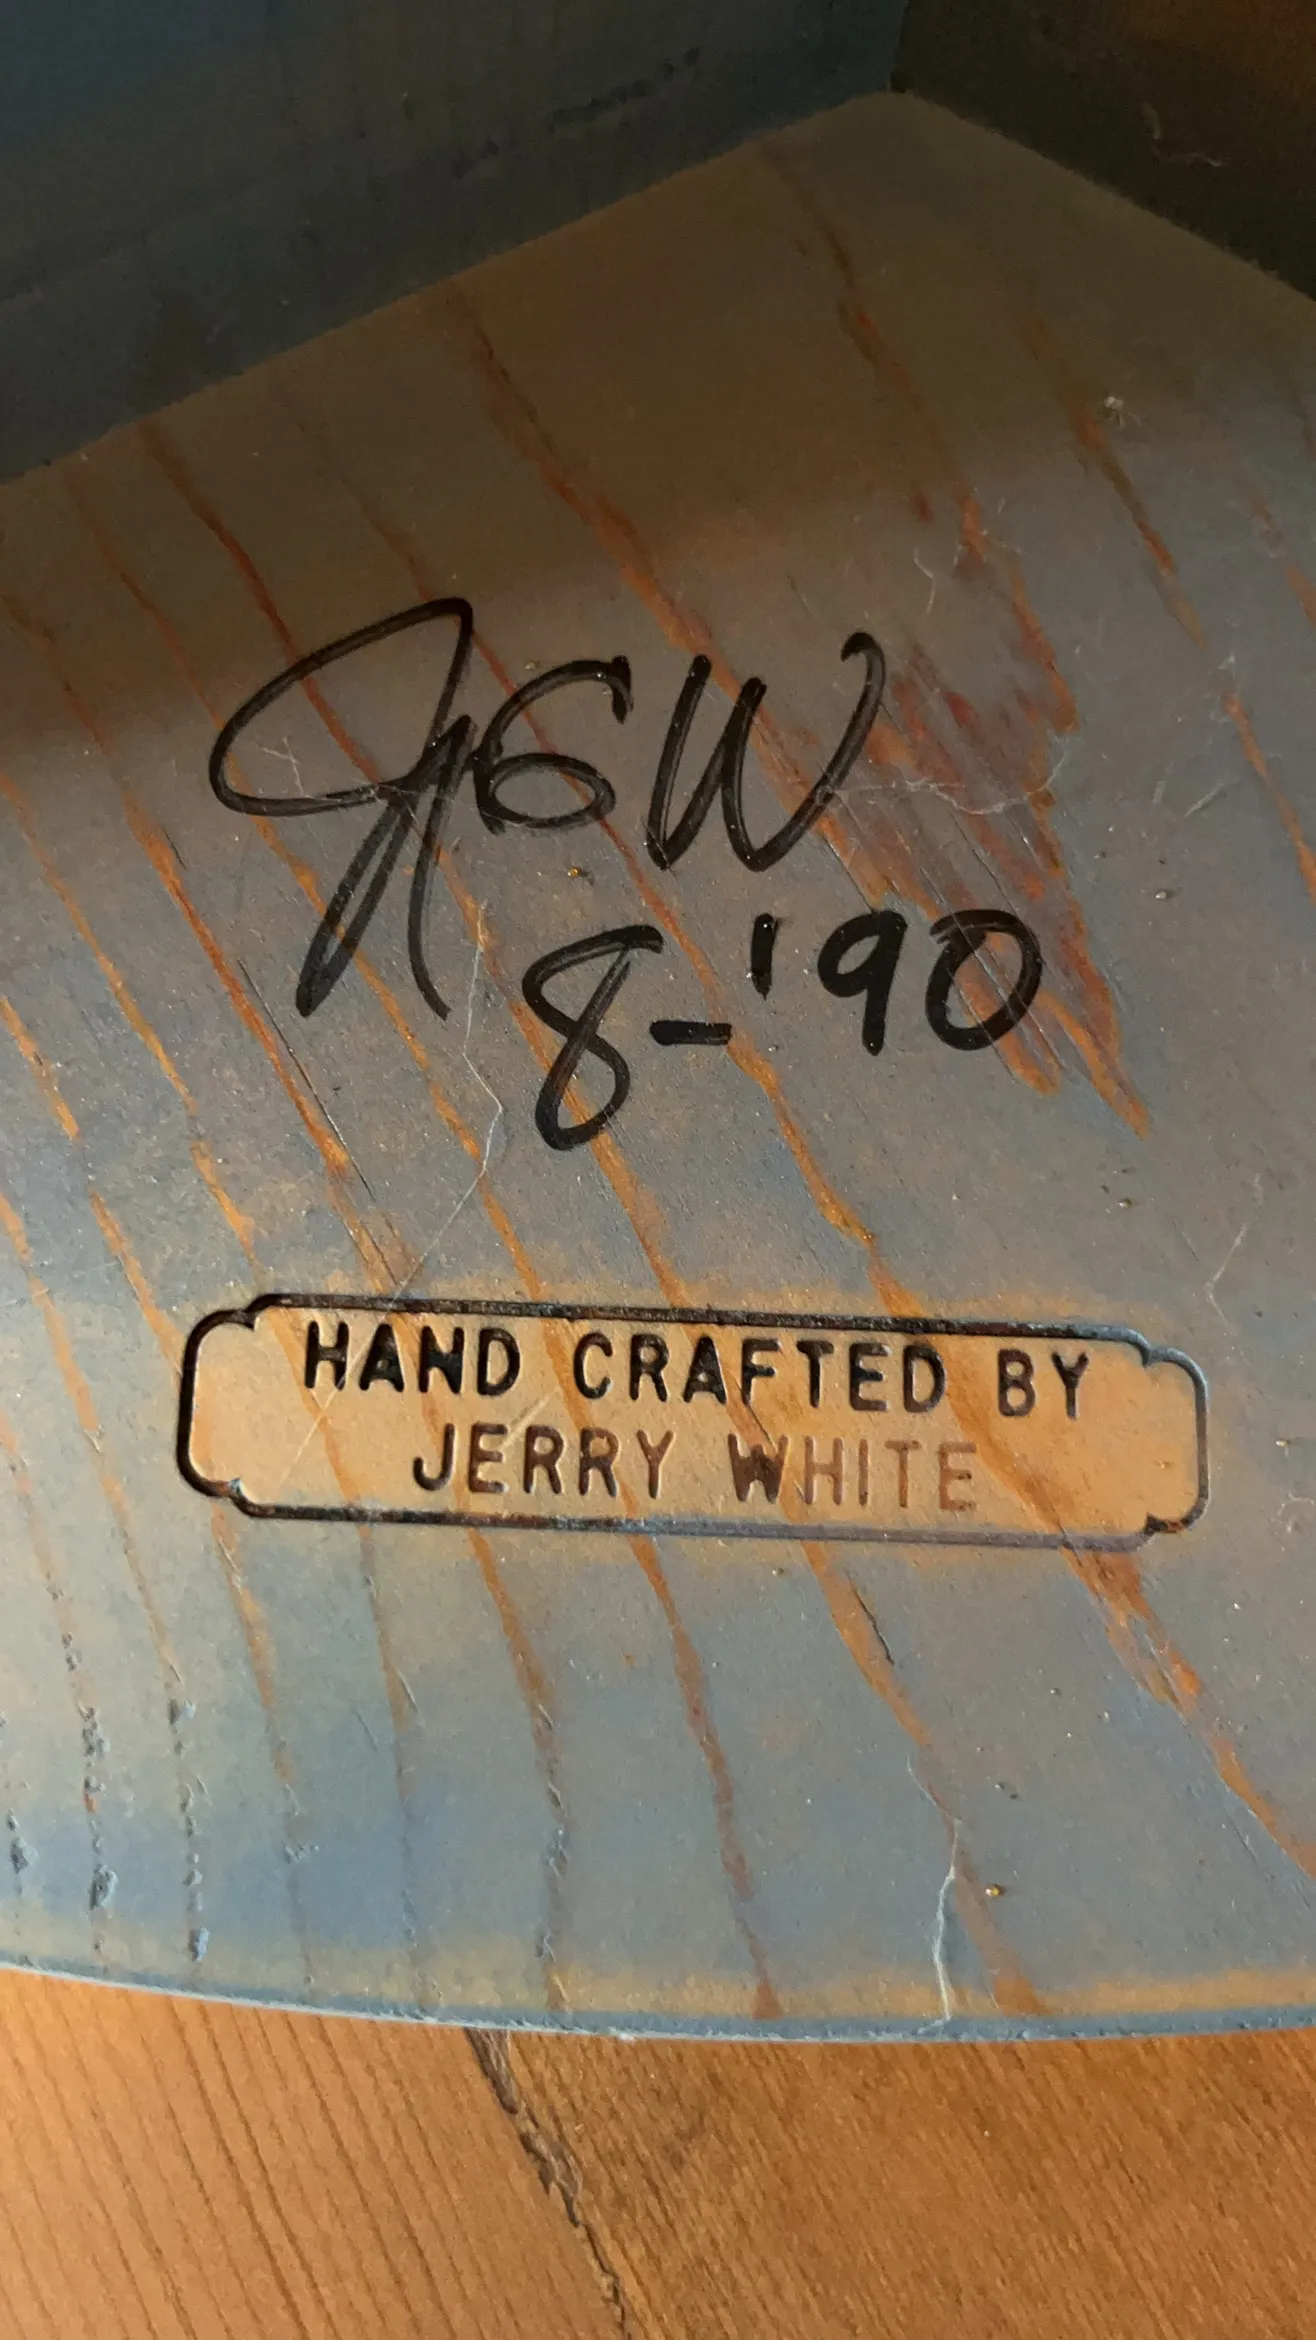 JGW
8-'90
HAND CRAFTED BY
JERRY WHITE